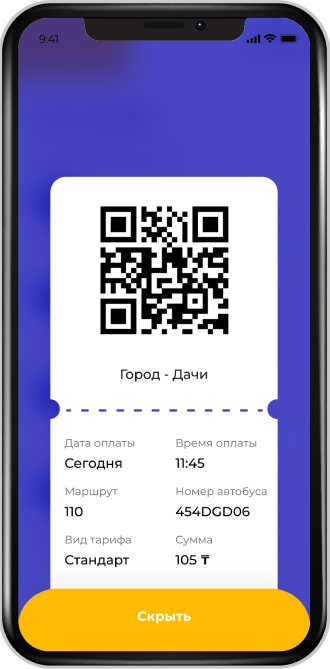 9:41
Город - Дачи
Дата оплаты Время оплаты
Сегодня 11:45
Маршрут Номер автобуса
110 454DGD06
Вид тарифа Сумма
Стандарт 105 ₸
Скрыть